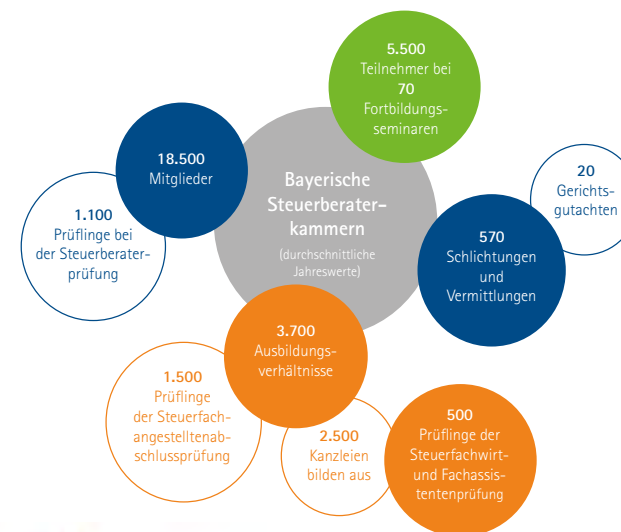 5.500
Teilnehmer bei
70
Fortbildungs-
seminaren
18.500
Mitglieder
Bayerische
Steuerberater-
kammern
(durchschnittliche
Jahreswerte)
20
Gerichts-
gutachten
1.100
Prüflinge bei
der Steuerberater-
prüfung
570
Schlichtungen
und
Vermittlungen
3.700
Ausbildungs-
verhältnisse
1.500
Prüflinge
der Steuerfach-
angestelltenab-
schlussprüfung
2.500
Kanzleien
bilden aus
500
Prüflinge der
Steuerfachwirt-
und Fachassis-
tentenprüfung